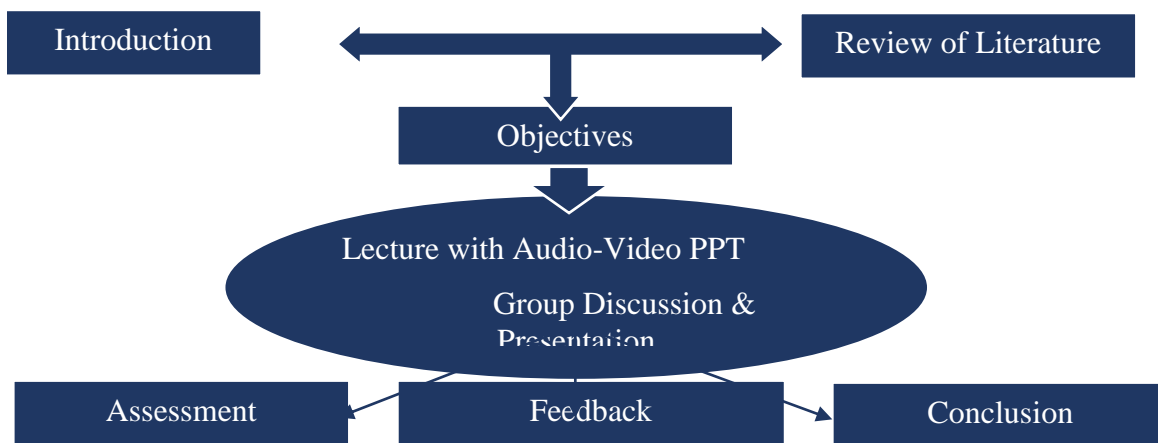 Introduction
Review of Literature
Objectives
Lecture with Audio-Video PPT
Group Discussion &
Presentation
Assessment
Feedback
Conclusion